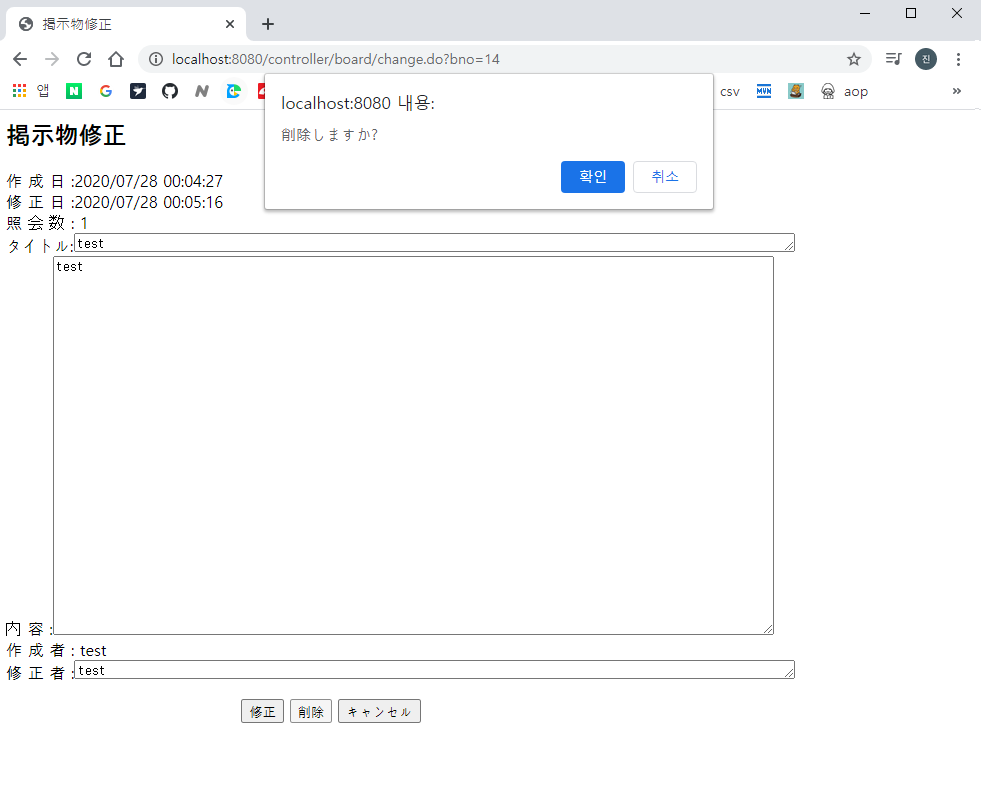 掲示物修正
localhost:8080/controller/board/change.do?bno=14
진
앱
N
G
N
csv
MVN
aop
»
localhost:8080 내용:
削除しますか?
확인
취소
掲示物修正
作 成 日 :2020/07/28 00:04:27
修 正 日 :2020/07/28 00:05:16
照 会 数 : 1
タイトル:test
test
内 容 :
作 成 者 : test
修 正 者 :test
修正 削除 キャンセル